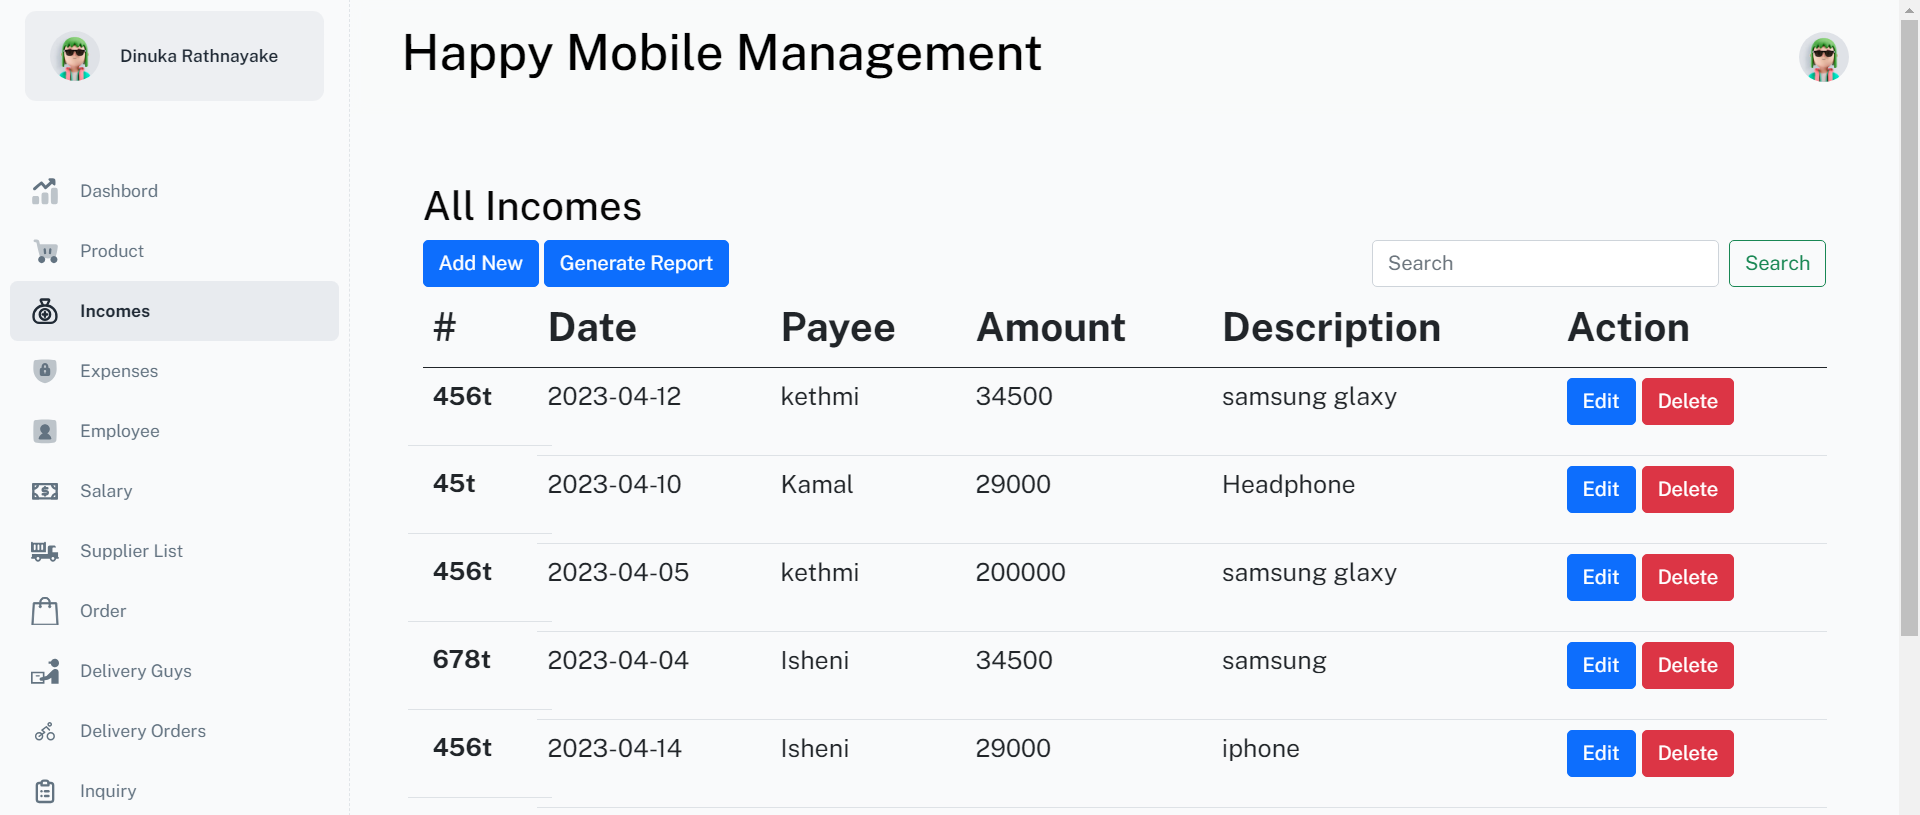 Dinuka Rathnayake
Happy Mobile Management
Dashbord
Product
Incomes
Expenses
Employee
Salary
Supplier List
Order
Delivery Guys
Delivery Orders
Inquiry
All Incomes
Add New Generate Report Search Search
# Date Payee Amount Description Action
456t 2023-04-12 kethmi 34500 samsung glaxy Edit Delete
45t 2023-04-10 Kamal 29000 Headphone Edit Delete
456t 2023-04-05 kethmi 200000 samsung glaxy Edit Delete
678t 2023-04-04 Isheni 34500 samsung Edit Delete
456t 2023-04-14 Isheni 29000 iphone Edit Delete